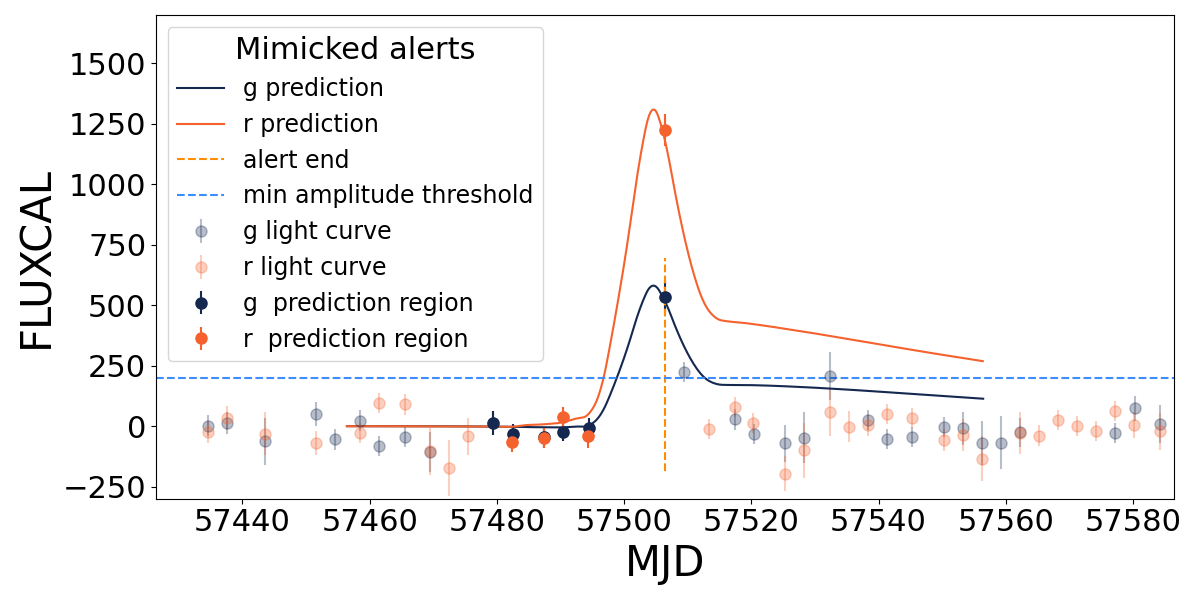 Mimicked alerts
g prediction
r prediction
alert end
min amplitude threshold
g light curve
r light curve
g  prediction region
r  prediction region
FLUXCAL
1500
1250
1000
750
500
250
0
−250
57440 57460 57480 57500 57520 57540 57560 57580
MJD